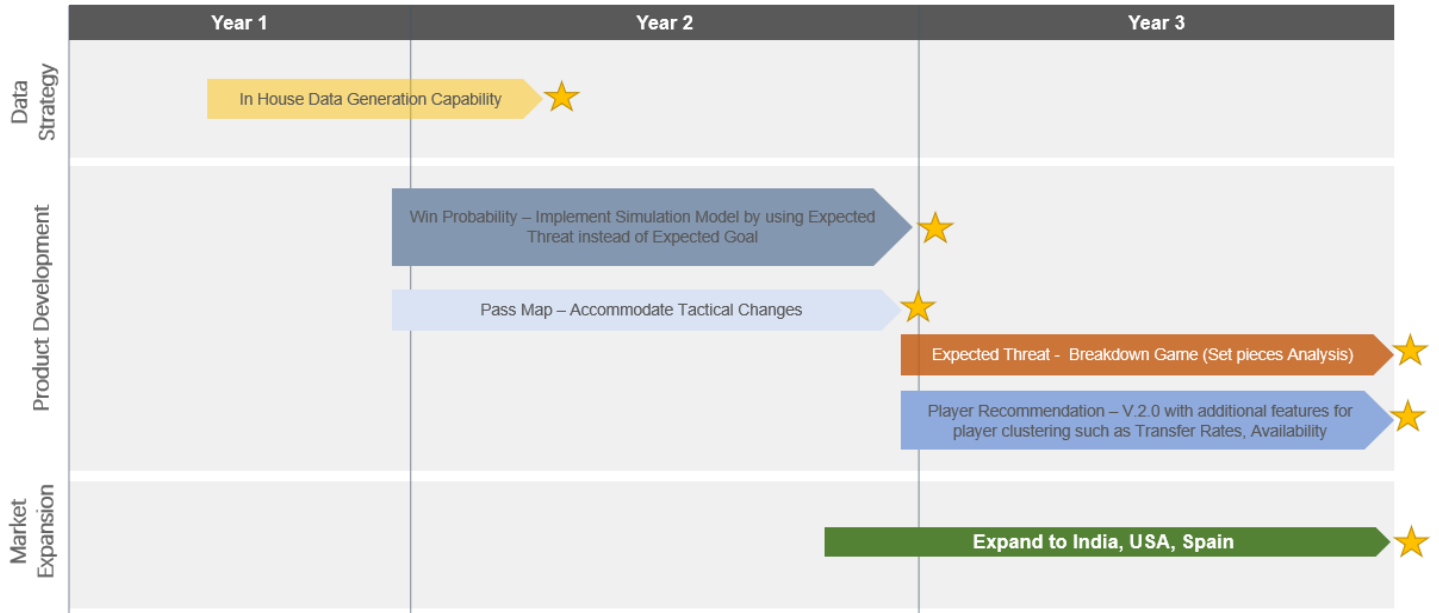 Year 1
Year 2
Year 3
Data
Strategy
In House Data Generation Capability
Product Development
Win Probability – Implement Simulation Model by using Expected
Threat instead of Expected Goal
Pass Map – Accommodate Tactical Changes
Expected Threat -  Breakdown Game (Set pieces Analysis)
Player Recommendation – V.2.0 with additional features for
player clustering such as Transfer Rates, Availability
Market
Expansion
Expand to India, USA, Spain